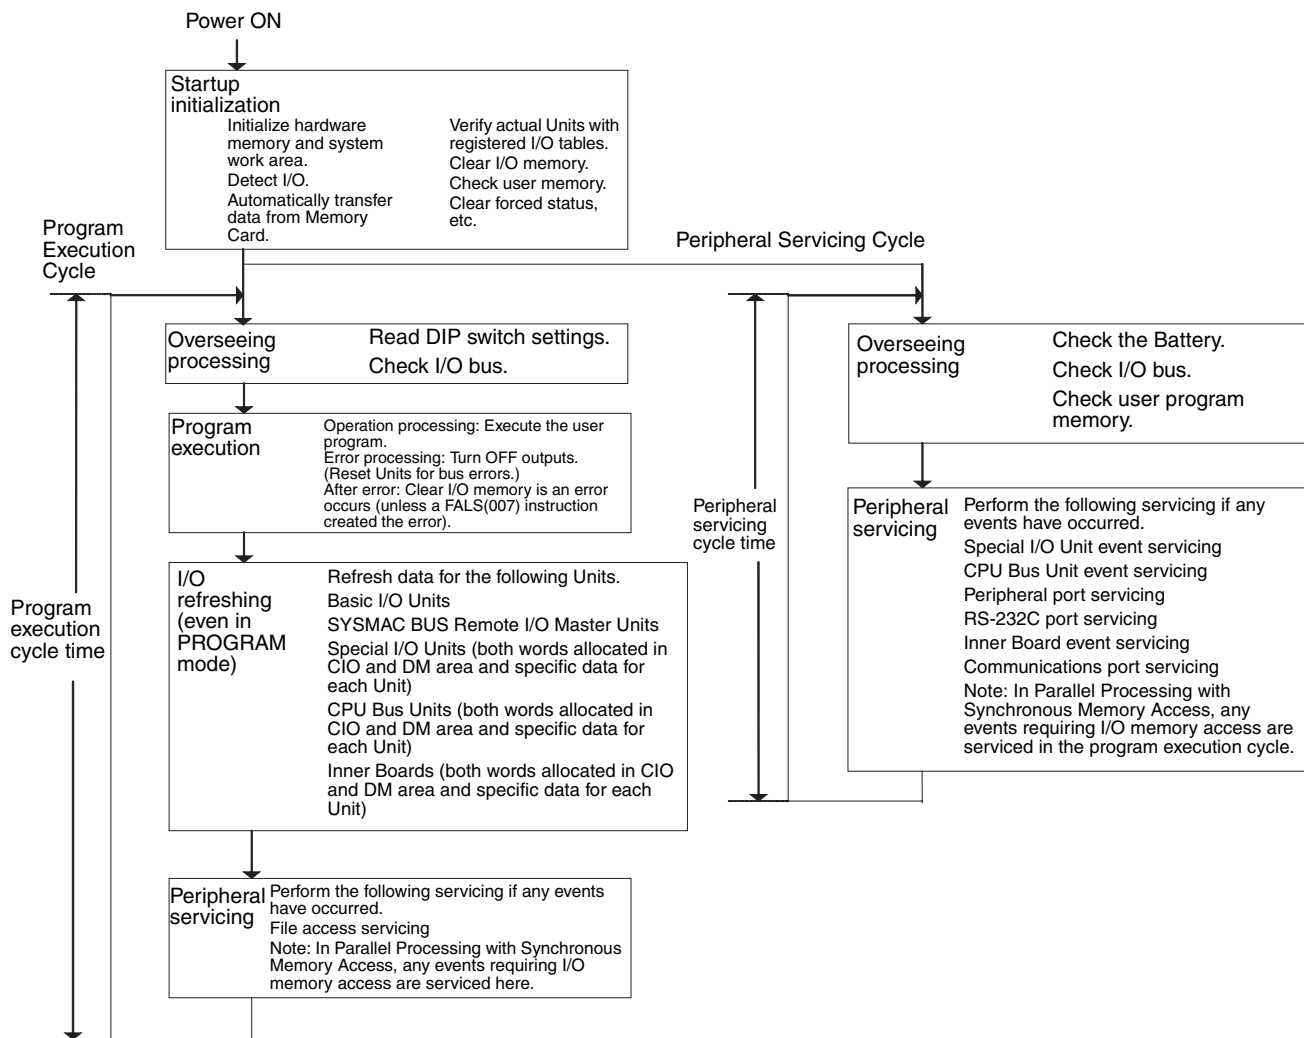 Power ON
Startup
initialization
Initialize hardware
memory and system
work area.
Detect I/O.
Automatically transfer
data from Memory
Card.
Verify actual Units with
registered I/O tables.
Clear I/O memory.
Check user memory.
Clear forced status,
etc.
Program
Execution
Cycle
Peripheral Servicing Cycle
Overseeing
processing
Read DIP switch settings.
Check I/O bus.
Program
execution
Operation processing: Execute the user
program.
Error processing: Turn OFF outputs.
(Reset Units for bus errors.)
After error: Clear I/O memory is an error
occurs (unless a FALS(007) instruction
created the error).
Program
execution
cycle time
I/O
refreshing
(even in
PROGRAM
mode)
Refresh data for the following Units.
Basic I/O Units
SYSMAC BUS Remote I/O Master Units
Special I/O Units (both words allocated in
CIO and DM area and specific data for
each Unit)
CPU Bus Units (both words allocated in
CIO and DM area and specific data for
each Unit)
Inner Boards (both words allocated in CIO
and DM area and specific data for each
Unit)
Peripheral
servicing
Perform the following servicing if any events
have occurred.
File access servicing
Note: In Parallel Processing with Synchronous
Memory Access, any events requiring I/O
memory access are serviced here.
Overseeing
processing
Check the Battery.
Check I/O bus.
Check user program
memory.
Peripheral
servicing
cycle time
Peripheral
servicing
Perform the following servicing if any
events have occurred.
Special I/O Unit event servicing
CPU Bus Unit event servicing
Peripheral port servicing
RS-232C port servicing
Inner Board event servicing
Communications port servicing
Note: In Parallel Processing with
Synchronous Memory Access, any
events requiring I/O memory access are
serviced in the program execution cycle.